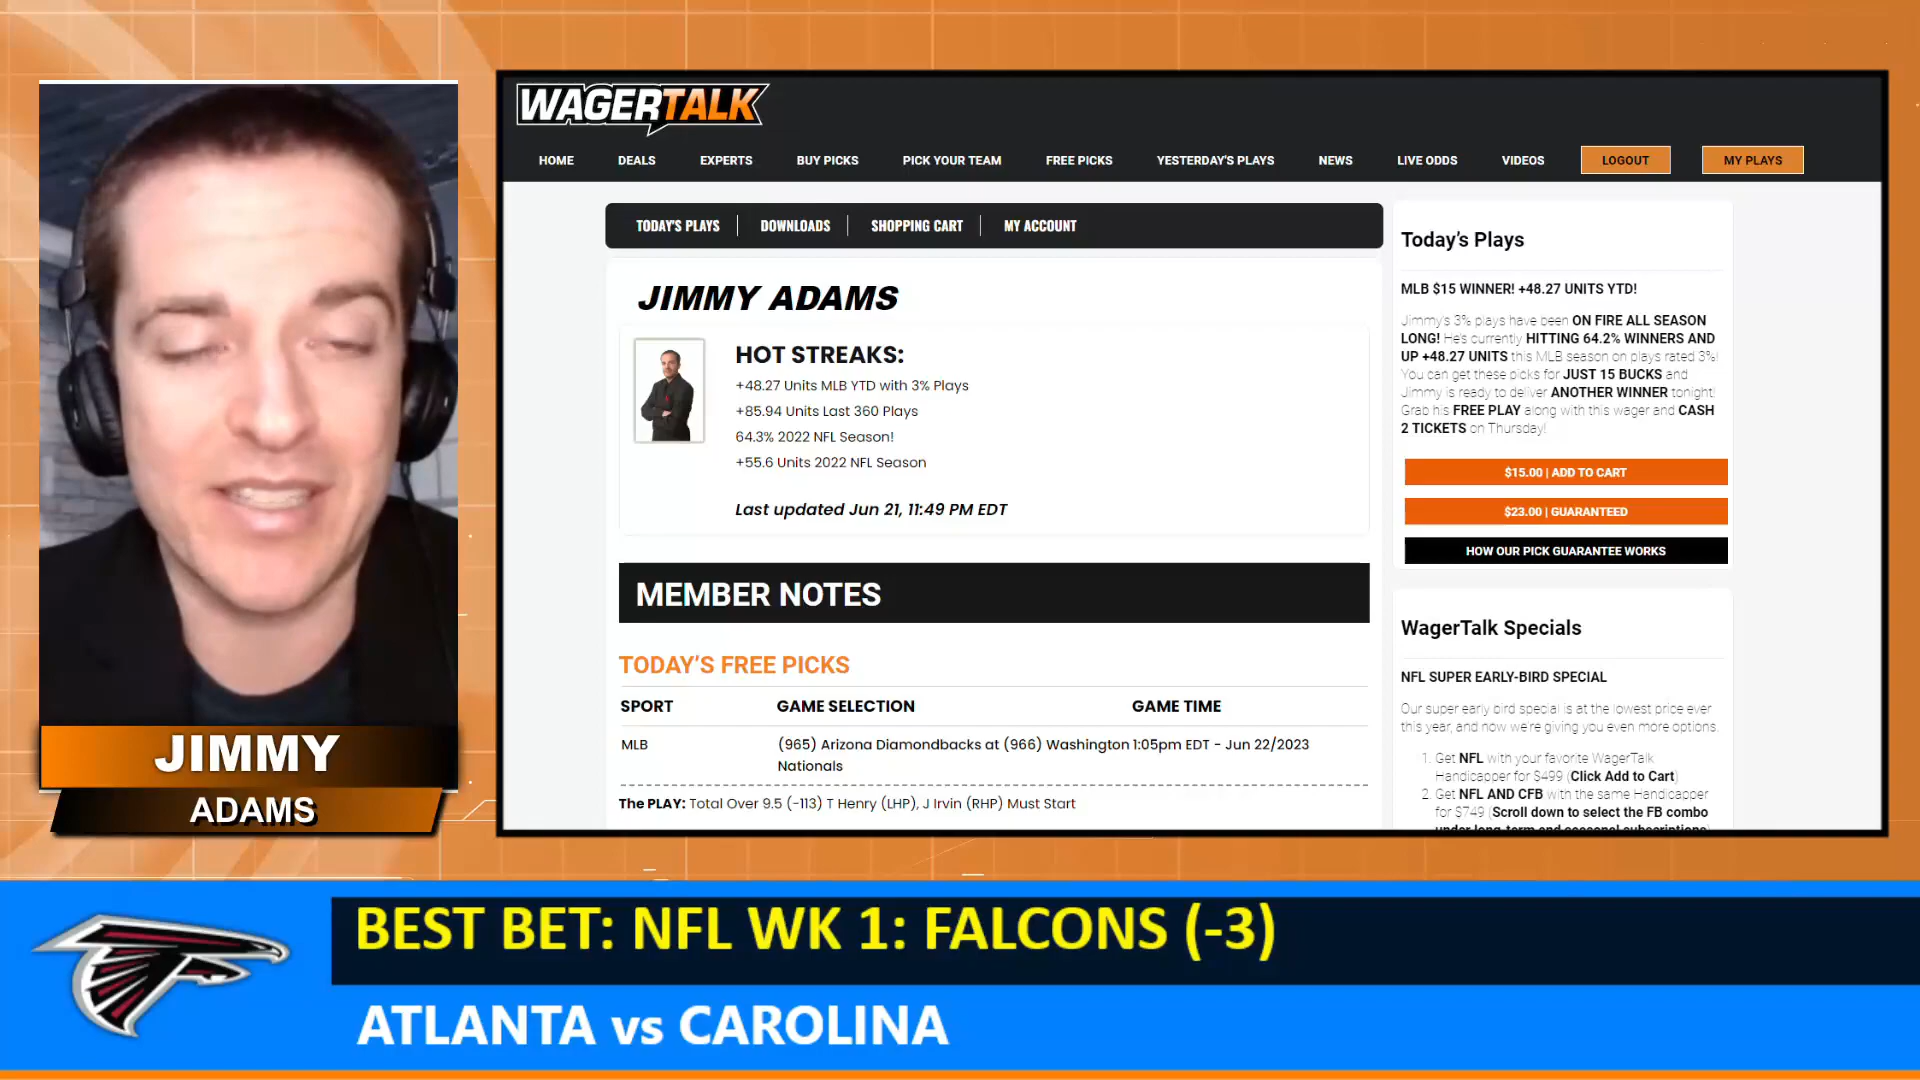 WAGERTALK
HOME DEALS EXPERTS BUY PICKS PICK YOUR TEAM FREE PICKS YESTERDAY'S PLAYS NEWS LIVE ODDS VIDEOS LOGOUT MY PLAYS
TODAY'S PLAYS DOWNLOADS SHOPPING CART MY ACCOUNT
JIMMY ADAMS
HOT STREAKS:
+48.27 Units MLB YTD with 3% Plays
+85.94 Units Last 360 Plays
64.3% 2022 NFL Season!
+55.6 Units 2022 NFL Season
Last updated Jun 21, 11:49 PM EDT
MEMBER NOTES
TODAY'S FREE PICKS
SPORT GAME SELECTION GAME TIME
MLB (965) Arizona Diamondbacks at (966) Washington 1:05pm EDT - Jun 22/2023
Nationals
The PLAY: Total Over 9.5 (-113) T Henry (LHP), J Irvin (RHP) Must Start
Today's Plays
MLB $15 WINNER! +48.27 UNITS YTD!
Jimmy's 3% plays have been ON FIRE ALL SEASON
LONG! He's currently HITTING 64.2% WINNERS AND
UP +48.27 UNITS this MLB season on plays rated 3%!
You can get these picks for JUST 15 BUCKS and
Jimmy is ready to deliver ANOTHER WINNER tonight!
Grab his FREE PLAY along with this wager and CASH
2 TICKETS on Thursday!
$15.00 | ADD TO CART
$23.00 | GUARANTEED
HOW OUR PICK GUARANTEE WORKS
WagerTalk Specials
NFL SUPER EARLY-BIRD SPECIAL
Our super early bird special is at the lowest price ever
this year, and now we're giving you even more options.
1. Get NFL with your favorite WagerTalk
Handicapper for $499 (Click Add to Cart)
2. Get NFL AND CFB with the same Handicapper
for $749 (Scroll down to select the FB combo
under long-term and seasonal subscriptions)
JIMMY
ADAMS
BEST BET: NFL WK 1: FALCONS (-3)
ATLANTA vs CAROLINA